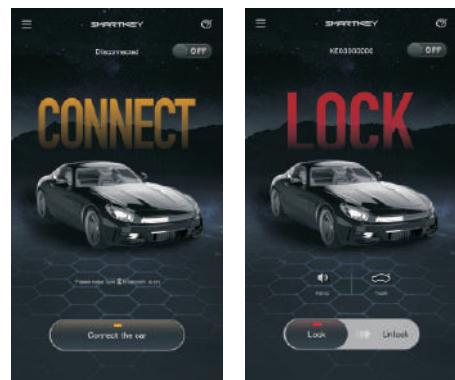 SMARTKEY
Disconnected
OFF
CONNECT
Connect the car
SMARTKEY
OFF
LOCK
Lock
Unlock